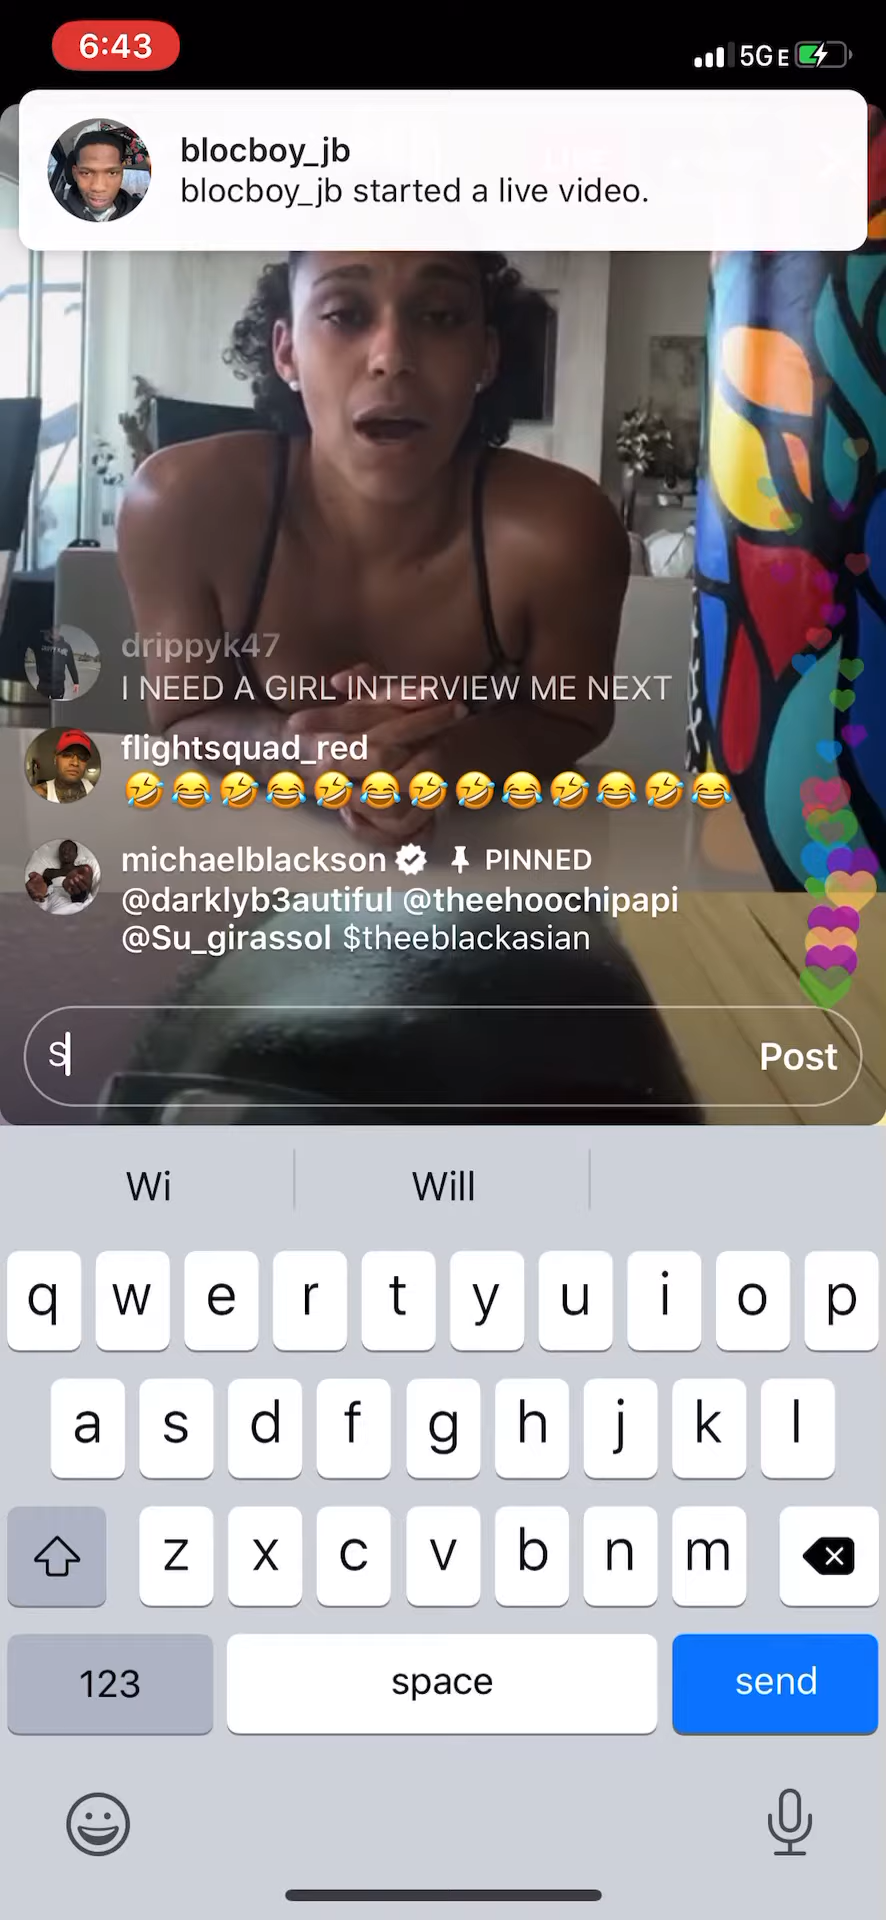 6:43
5GE
blocboy_jb
blocboy_jb started a live video.
drippyk47
I NEED A GIRL INTERVIEW ME NEXT
flightsquad_red
🤣😂🤣😂🤣😂🤣🤣😂🤣😂🤣😂
michaelblackson PINNED
@darklyb3autiful @theehoochipapi
@Su_girassol $theeblackasian
s
Post
Wi Will
q w e r t y u i o p
a s d f g h j k l
z x c v b n m
123 space send